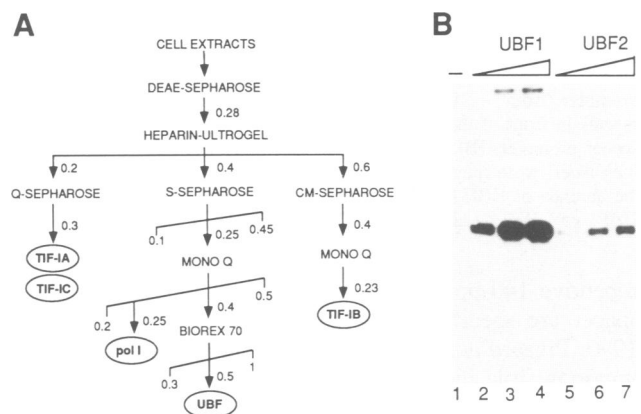 A
CELL EXTRACTS
DEAE-SEPHAROSE
0.28
HEPARIN-ULTROGEL
0.2
0.4
0.6
Q-SEPHAROSE
S-SEPHAROSE
CM-SEPHAROSE
0.3
0.1
0.25
0.45
0.4
TIF-IA
TIF-IC
MONO Q
MONO Q
0.2
0.25
0.4
0.5
0.23
pol I
BIOREX 70
TIF-IB
0.3
0.5
1
UBF
B
UBF1
UBF2
–
1 2 3 4 5 6 7